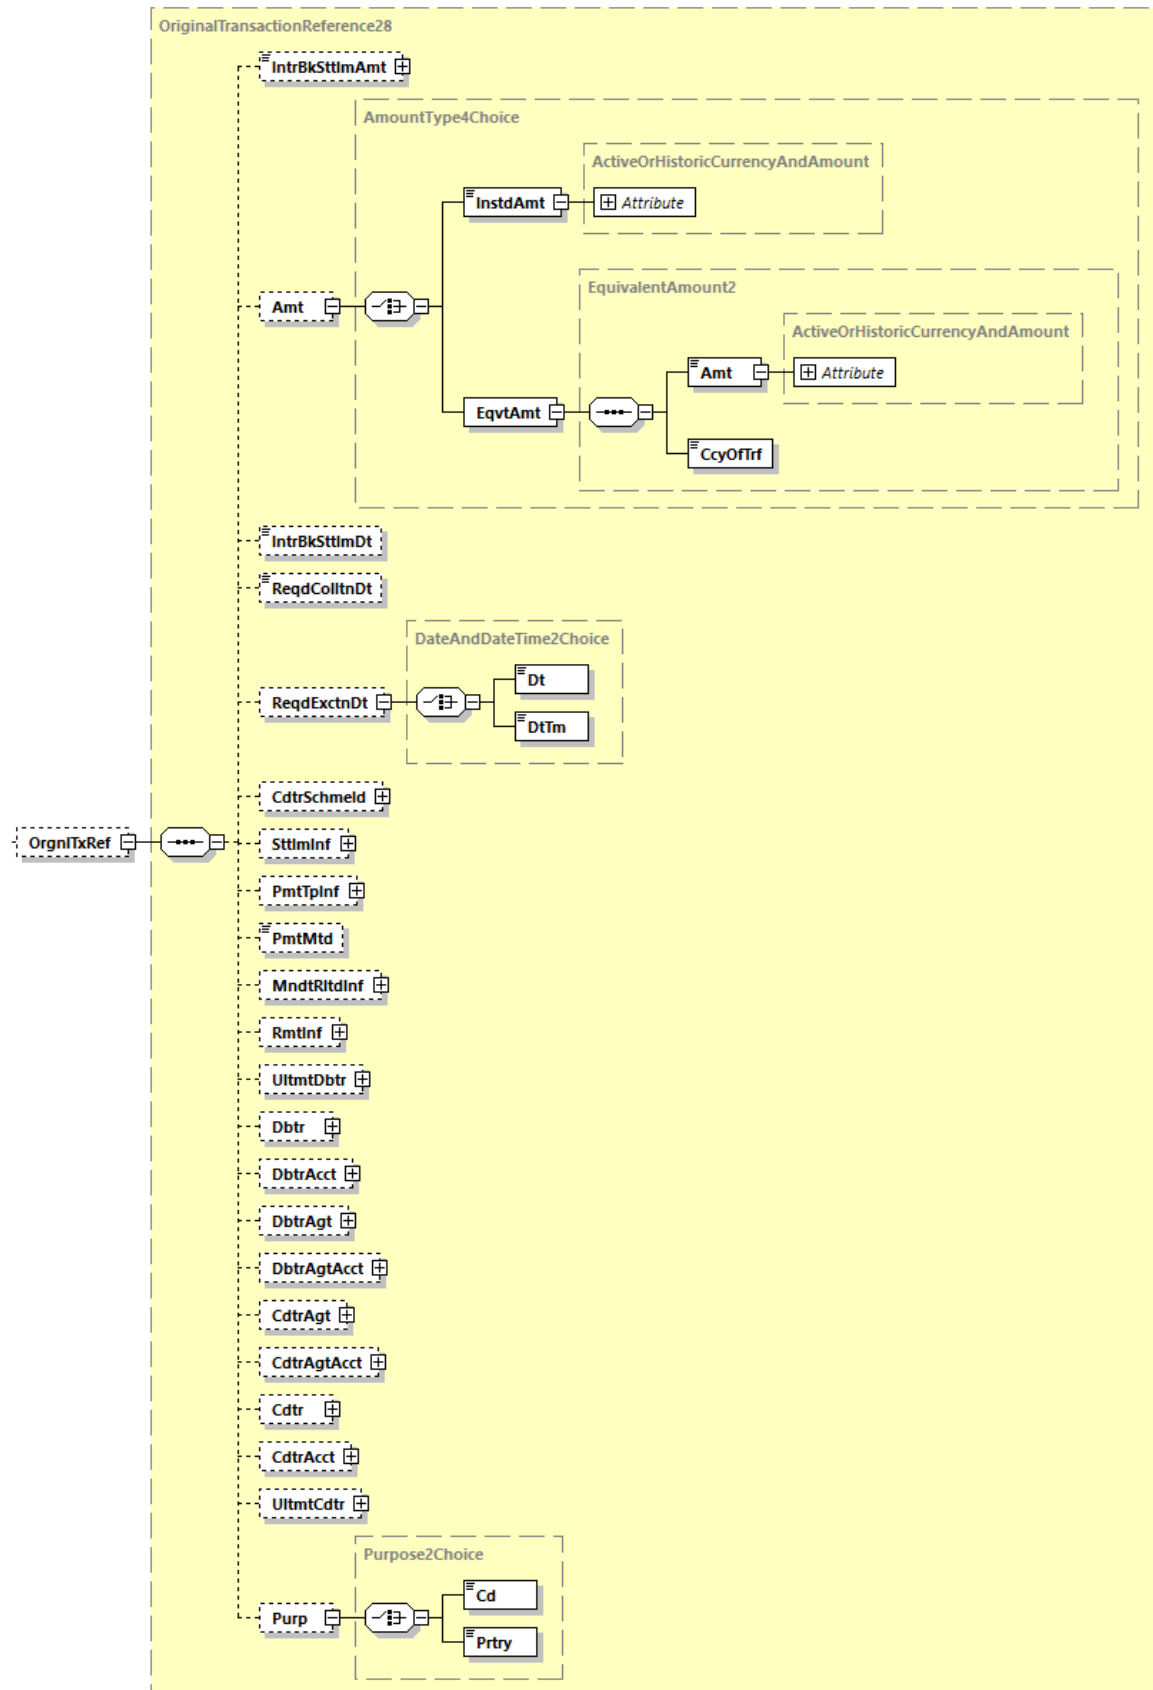 OriginalTransactionReference28
IntrBkSttlmAmt
AmountType4Choice
ActiveOrHistoricCurrencyAndAmount
InstdAmt
Attribute
EquivalentAmount2
Amt
ActiveOrHistoricCurrencyAndAmount
Amt
Attribute
EqvtAmt
CcyOfTrf
IntrBkSttlmDt
ReqdColltnDt
DateAndDateTime2Choice
Dt
ReqdExctnDt
DtTm
CdtrSchmeId
OrgnlTxRef
SttlmInf
PmtTpInf
PmtMtd
MndtRltdInf
RmtInf
UltmtDbtr
Dbtr
DbtrAcct
DbtrAgt
DbtrAgtAcct
CdtrAgt
CdtrAgtAcct
Cdtr
CdtrAcct
UltmtCdtr
Purpose2Choice
Cd
Purp
Prtry